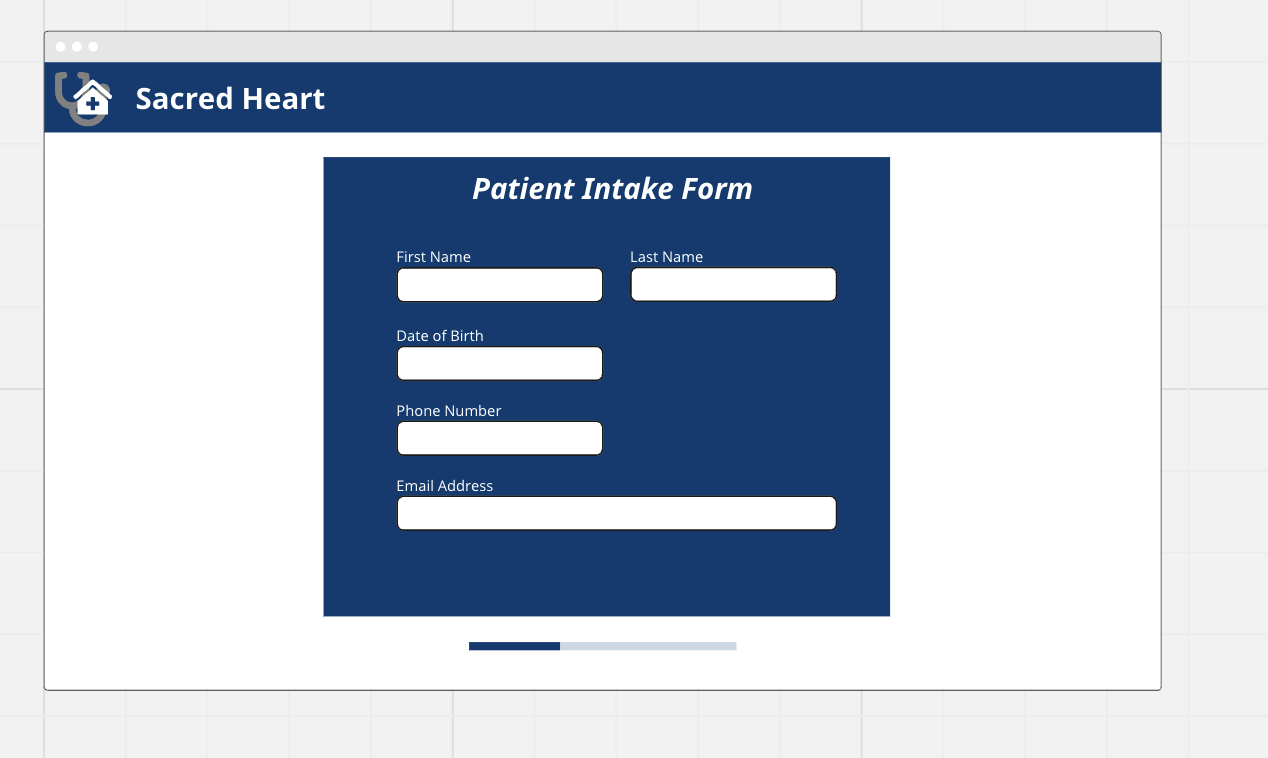 Sacred Heart
Patient Intake Form
First Name
Last Name
Date of Birth
Phone Number
Email Address